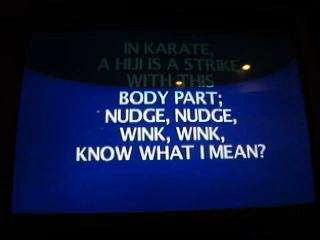 IN KARATE,
A HIJI IS A STRIKE
WITH THIS
BODY PART;
NUDGE, NUDGE,
WINK, WINK,
KNOW WHAT I MEAN?